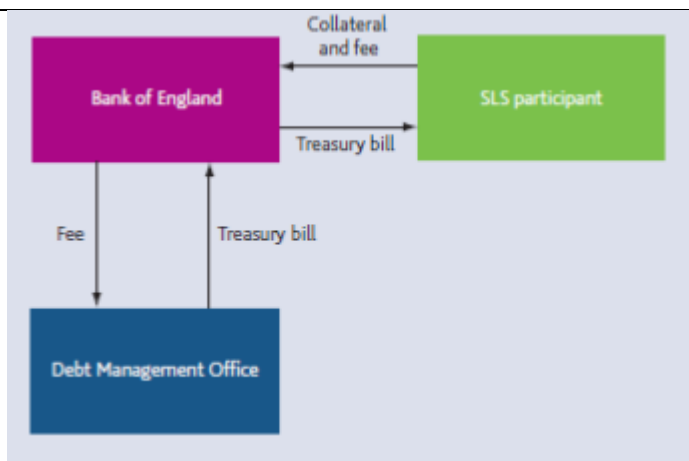 Collateral
and fee
Bank of England
SLS participant
Treasury bill
Fee
Treasury bill
Debt Management Office